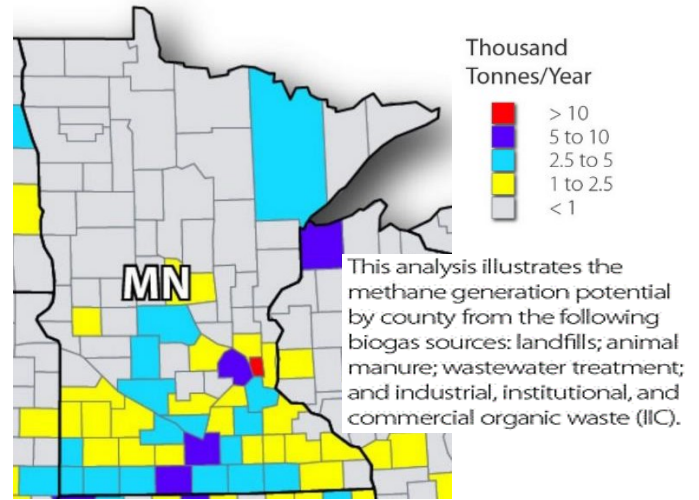 Thousand
Tonnes/Year
> 10
5 to 10
2.5 to 5
1 to 2.5
< 1
MN
This analysis illustrates the
methane generation potential
by county from the following
biogas sources: landfills; animal
manure; wastewater treatment;
and industrial, institutional, and
commercial organic waste (IIC).